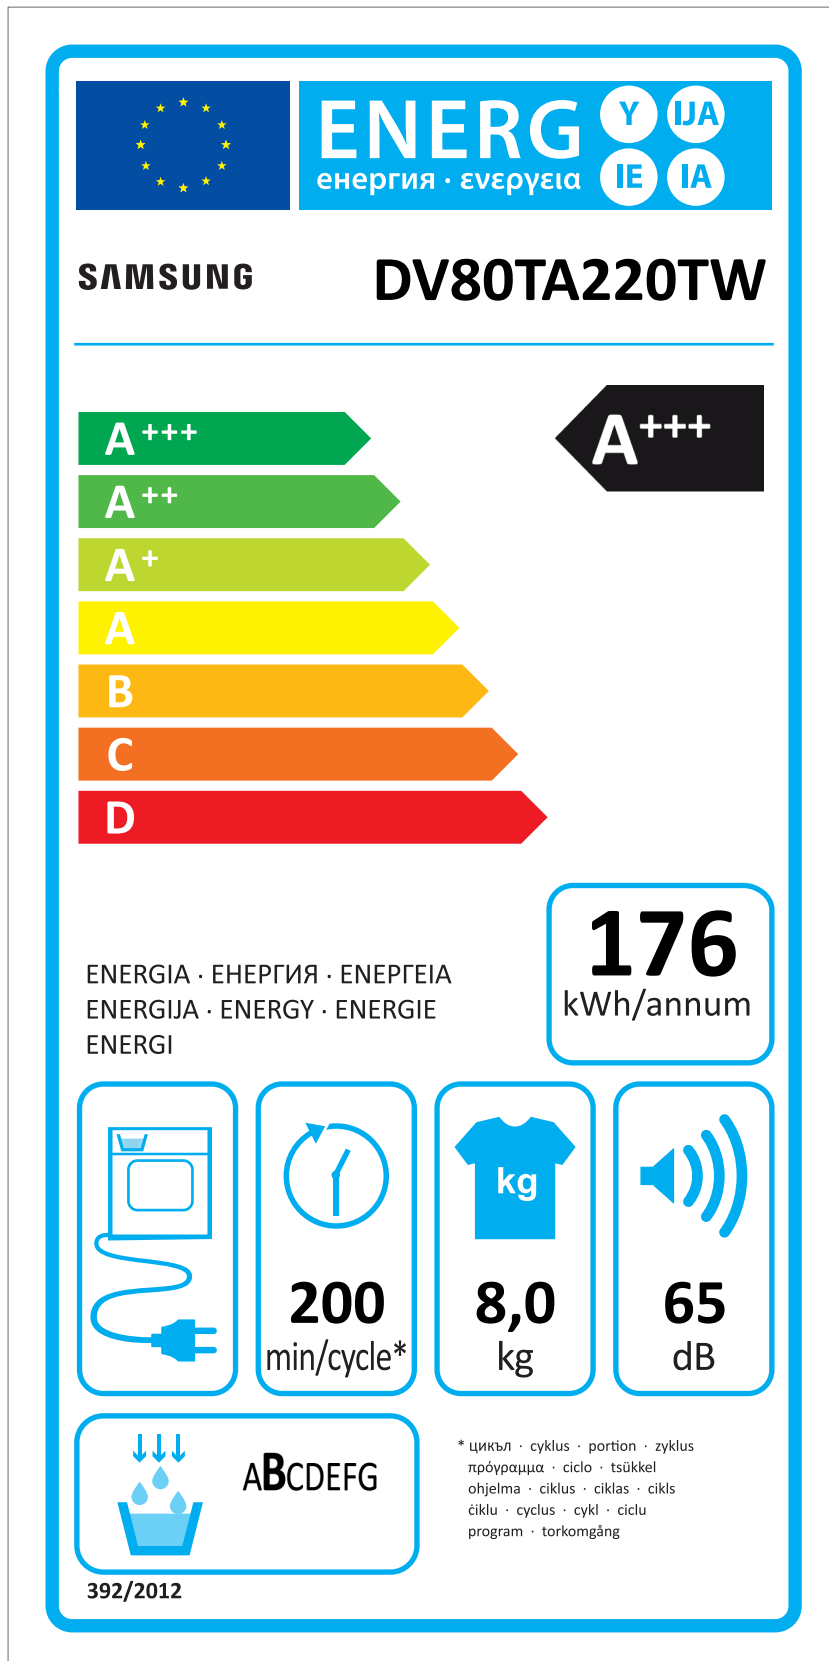 ENERG Y IJA
енергия · ενεργεια IE IA
SAMSUNG DV80TA220TW
A+++
A+++
A++
A+
A
B
C
D
176
kWh/annum
ENERGIA · ЕНЕРГИЯ · ΕΝΕΡΓΕΙΑ
ENERGIJA · ENERGY · ENERGIE
ENERGI
200
min/cycle*
kg
8,0
kg
65
dB
ABCDEFG
* цикъл · cyklus · portion · zyklus
πρόγραμμα · ciclo · tsükkel
ohjelma · ciklus · ciklas · cikls
ċiklu · cyclus · cykl · ciclu
program · torkomgång
392/2012